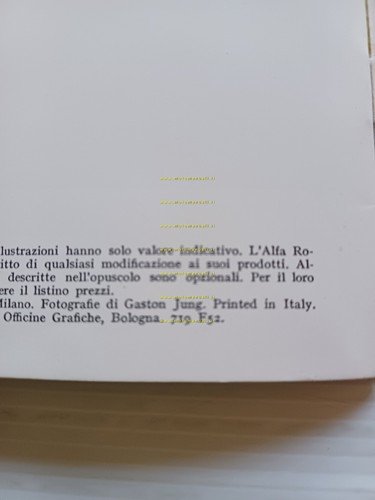 lustrazioni hanno solo valore indicativo. L'Alfa Ro-
itto di qualsiasi modificazione ai suoi prodotti. Al-
descritte nell'opuscolo sono opzionali. Per il loro
ere il listino prezzi.
Milano. Fotografie di Gaston Jung. Printed in Italy.
Officine Grafiche, Bologna. 719 F52.